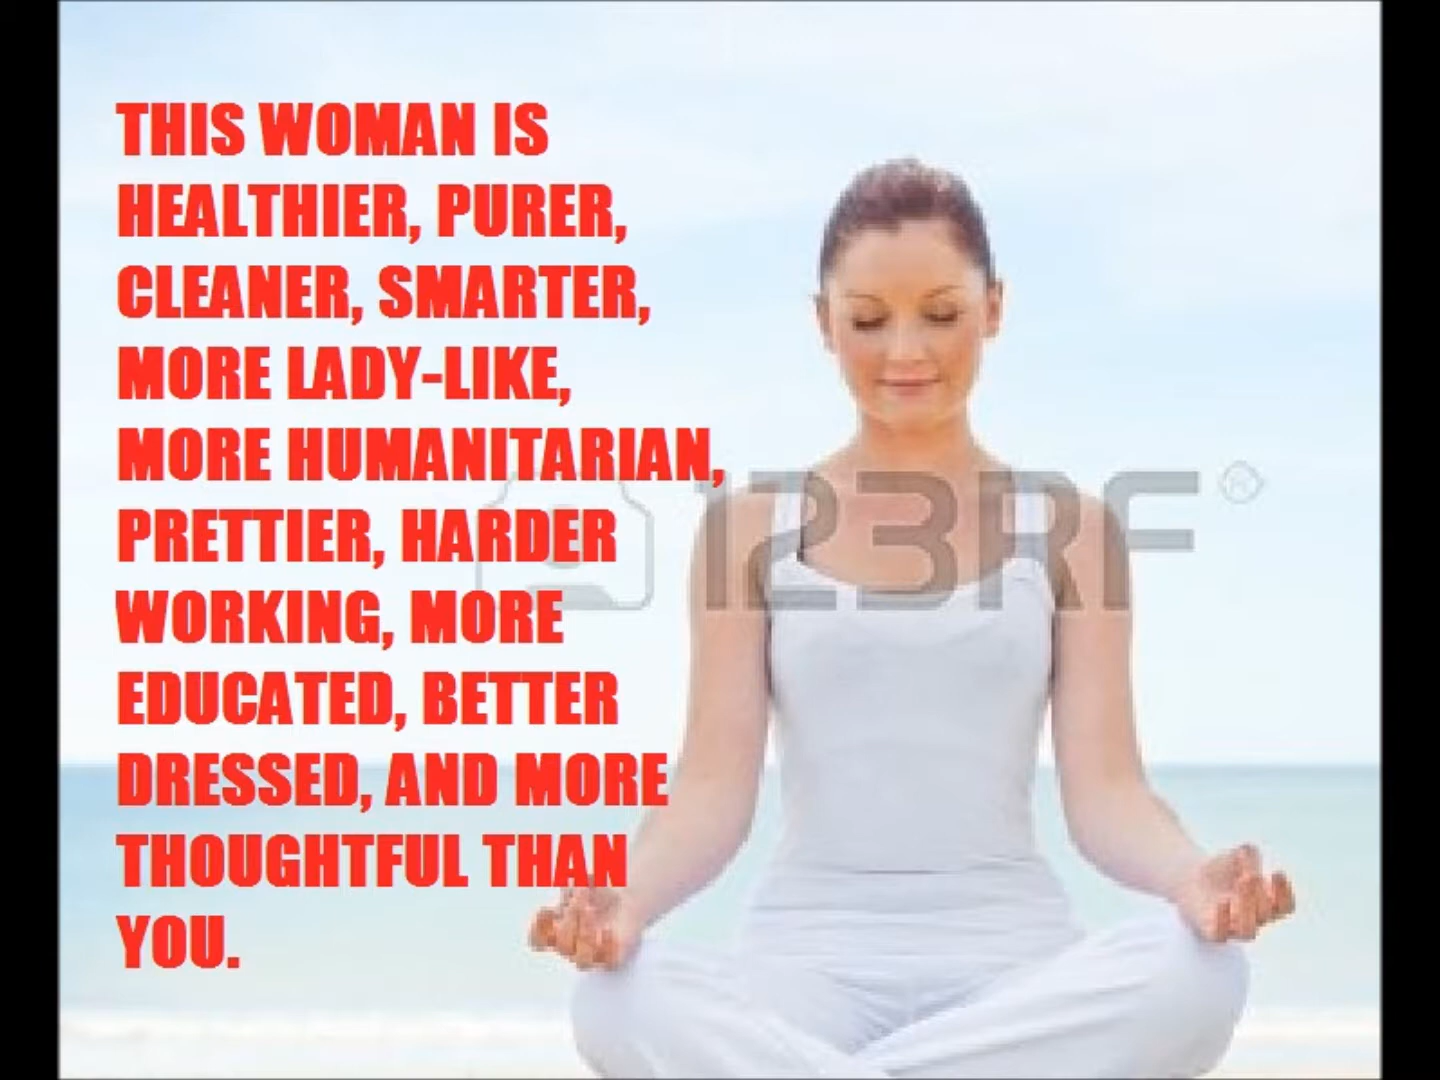 THIS WOMAN IS
HEALTHIER, PURER,
CLEANER, SMARTER,
MORE LADY-LIKE,
MORE HUMANITARIAN,
PRETTIER, HARDER
WORKING, MORE
EDUCATED, BETTER
DRESSED, AND MORE
THOUGHTFUL THAN
YOU.
123RF®